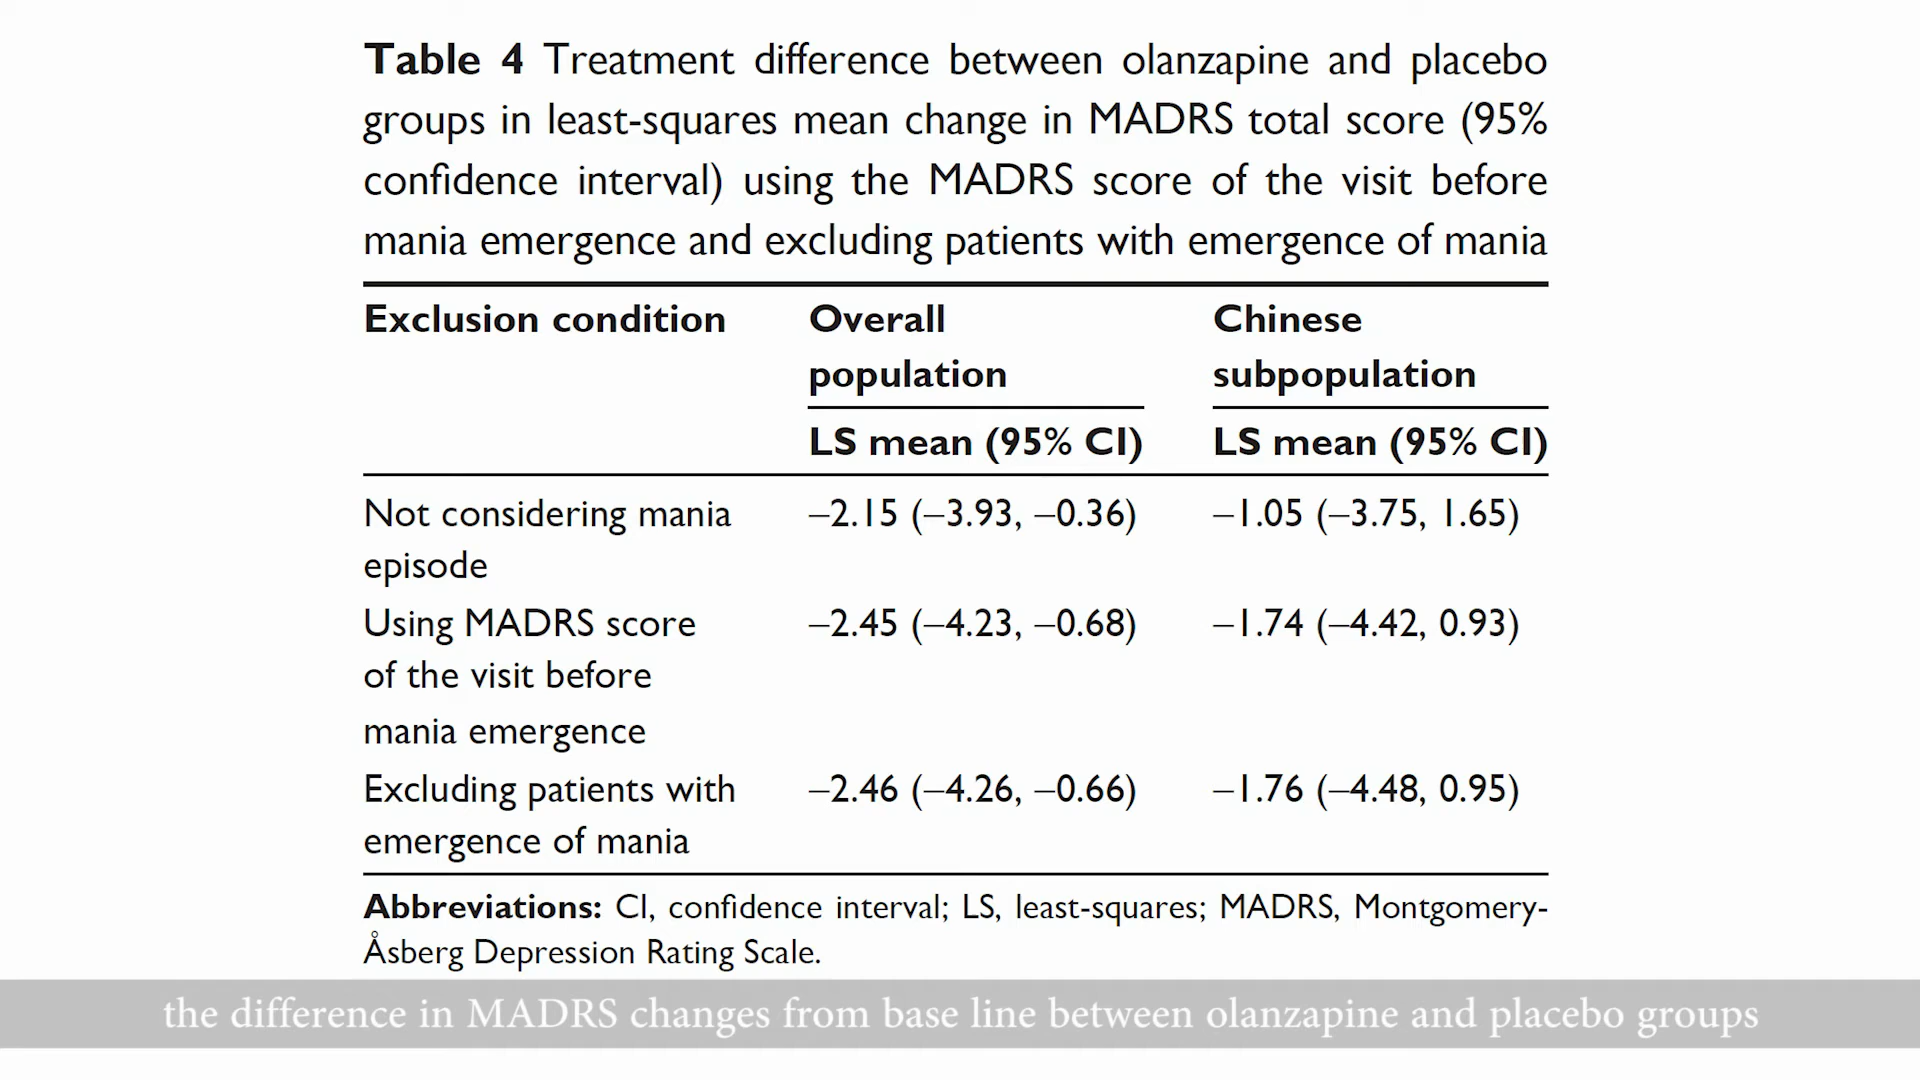 Table 4 Treatment difference between olanzapine and placebo
groups in least-squares mean change in MADRS total score (95%
confidence interval) using the MADRS score of the visit before
mania emergence and excluding patients with emergence of mania
Exclusion condition Overall population Chinese subpopulation
LS mean (95% CI) LS mean (95% CI)
Not considering mania episode –2.15 (–3.93, –0.36) –1.05 (–3.75, 1.65)
Using MADRS score of the visit before mania emergence –2.45 (–4.23, –0.68) –1.74 (–4.42, 0.93)
Excluding patients with emergence of mania –2.46 (–4.26, –0.66) –1.76 (–4.48, 0.95)
Abbreviations: CI, confidence interval; LS, least-squares; MADRS, Montgomery-
Åsberg Depression Rating Scale.
the difference in MADRS changes from base line between olanzapine and placebo groups